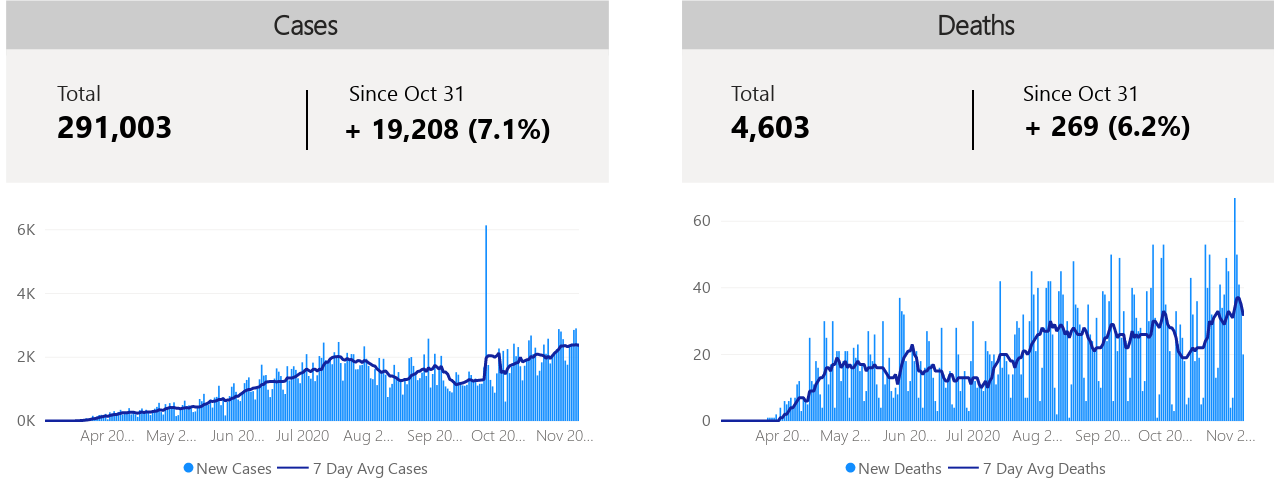 Cases
Total
291,003
Since Oct 31
+ 19,208 (7.1%)
6K
4K
2K
0K
Apr 20... May 2... Jun 20... Jul 2020 Aug 2... Sep 20... Oct 20... Nov 20...
New Cases 7 Day Avg Cases
Deaths
Total
4,603
Since Oct 31
+ 269 (6.2%)
60
40
20
0
Apr 20... May 2... Jun 20... Jul 2020 Aug 2... Sep 20... Oct 20... Nov 2...
New Deaths 7 Day Avg Deaths